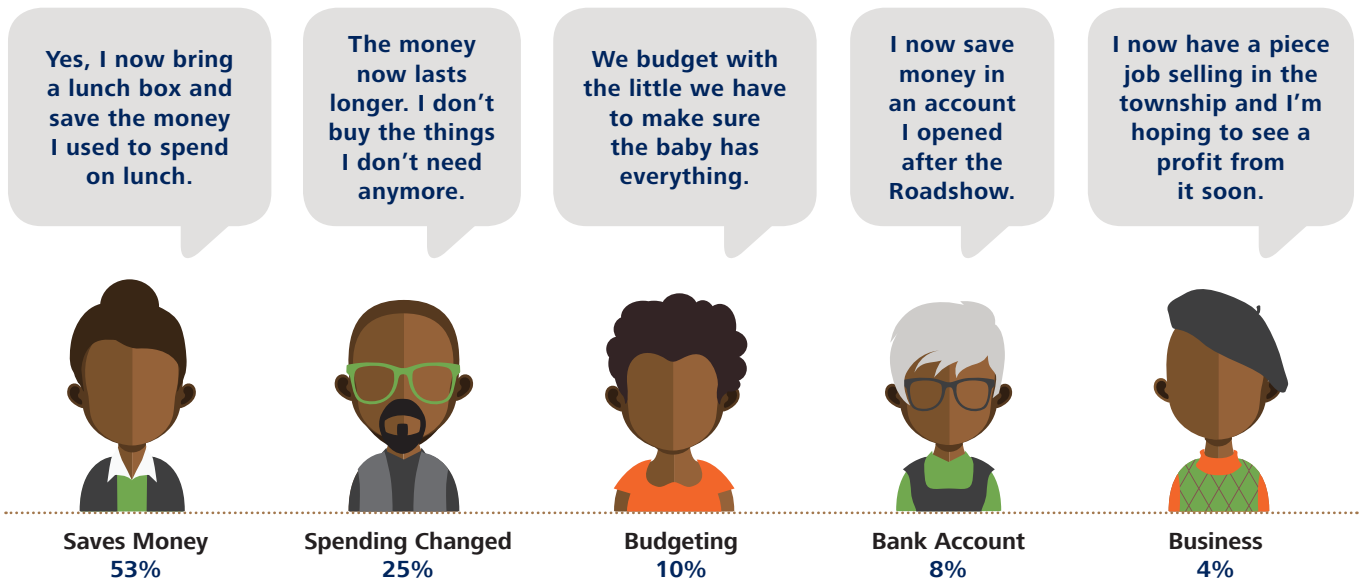 Yes, I now bring
a lunch box and
save the money
I used to spend
on lunch.
The money
now lasts
longer. I don’t
buy the things
I don’t need
anymore.
We budget with
the little we have
to make sure
the baby has
everything.
I now save
money in
an account
I opened
after the
Roadshow.
I now have a piece
job selling in the
township and I’m
hoping to see a
profit from
it soon.
Saves Money
53%
Spending Changed
25%
Budgeting
10%
Bank Account
8%
Business
4%